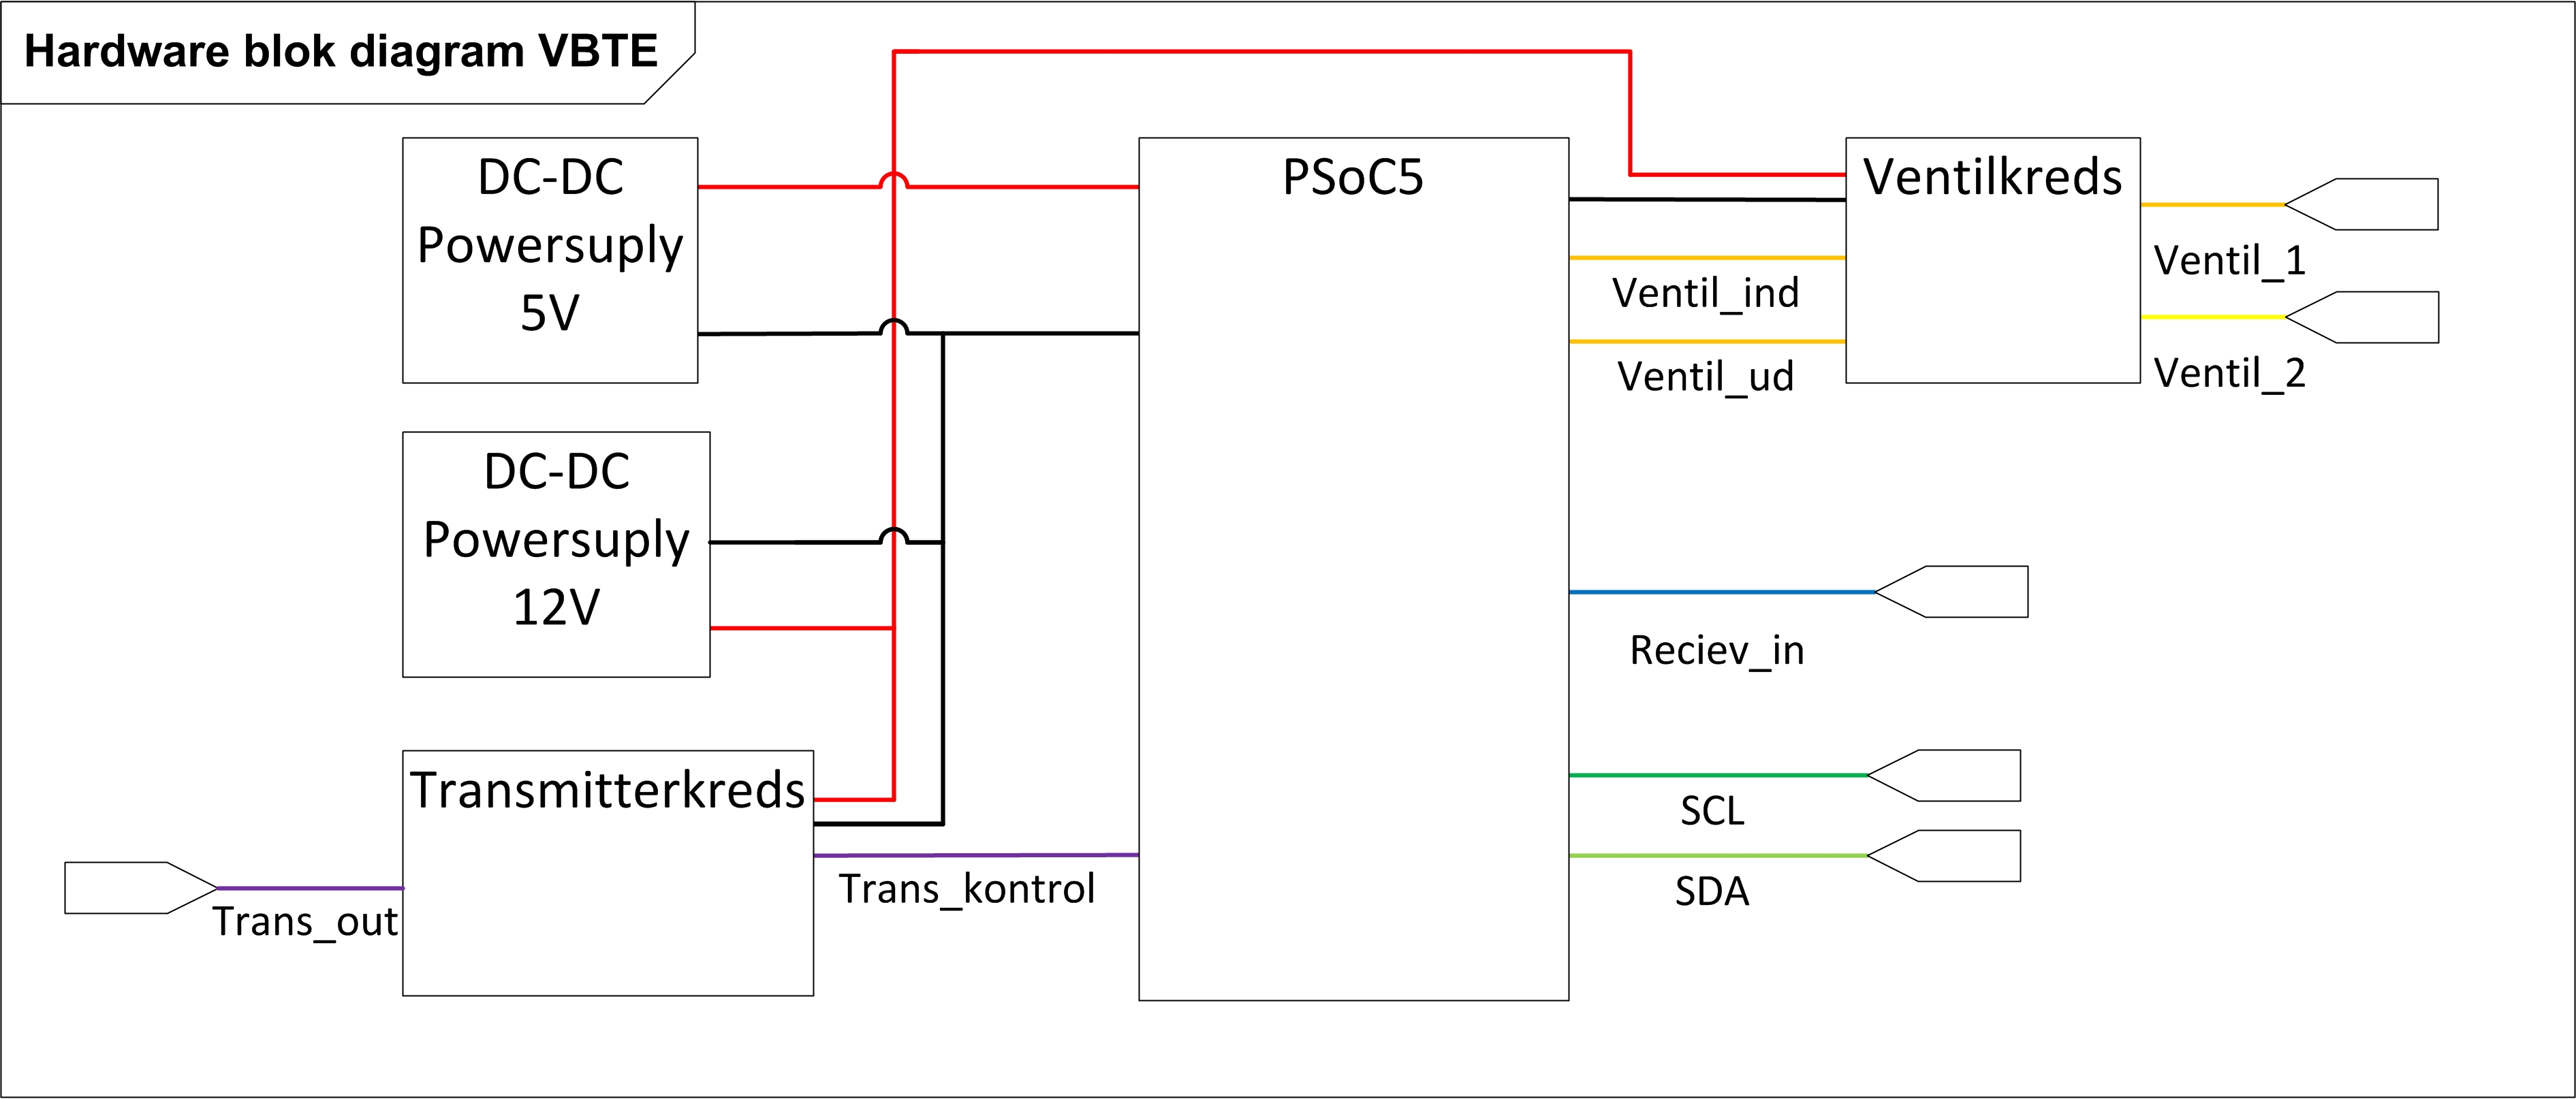 Hardware blok diagram VBTE
DC-DC
Powersuply
5V
PSoC5
Ventilkreds
Ventil_1
Ventil_ind
Ventil_2
Ventil_ud
DC-DC
Powersuply
12V
Reciev_in
Transmitterkreds
SCL
Trans_kontrol
SDA
Trans_out